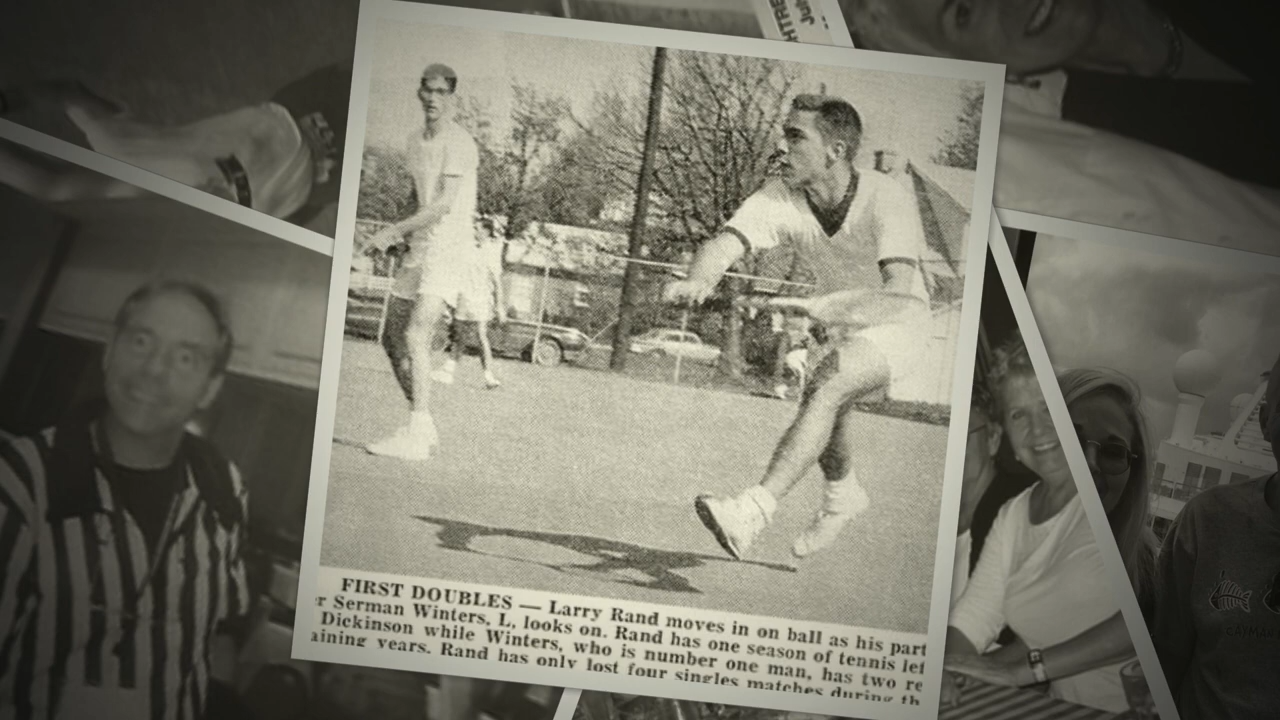 FIRST DOUBLES — Larry Rand moves in on ball as his part
r Serman Winters, L, looks on. Rand has one season of tennis lef
Dickinson while Winters, who is number one man, has two re
aining years. Rand has only lost four singles matches during th